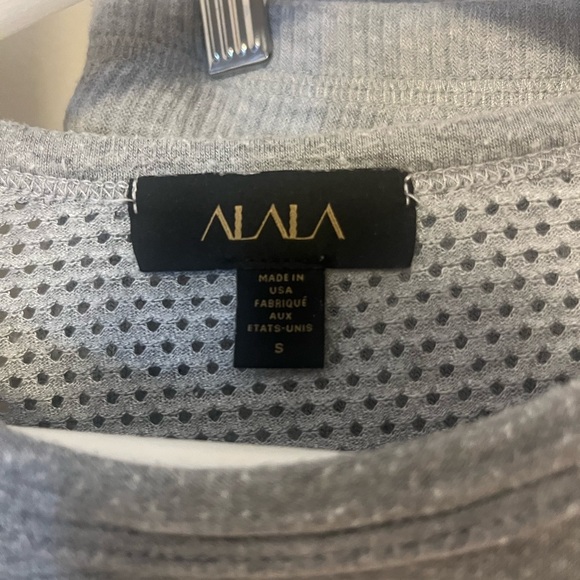 ALALA
MADE IN
USA
FABRIQUÉ
AUX
ETATS-UNIS
S